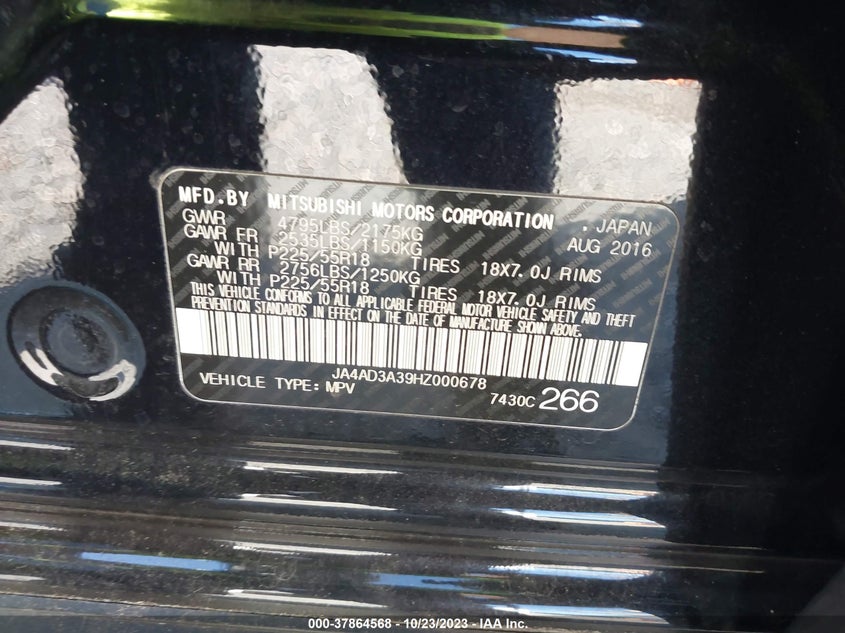 MFD.BY MITSUBISHI MOTORS CORPORATION . JAPAN
GVWR 4795LBS/2175KG AUG 2016
GAWR FR 2535LBS/1150KG
WITH P225/55R18 TIRES 18X7.0J RIMS
GAWR RR 2756LBS/1250KG
WITH P225/55R18 TIRES 18X7.0J RIMS
THIS VEHICLE CONFORMS TO ALL APPLICABLE FEDERAL MOTOR VEHICLE SAFETY AND THEFT
PREVENTION STANDARDS IN EFFECT ON THE DATE OF MANUFACTURE SHOWN ABOVE.
JA4AD3A39HZ000678
VEHICLE TYPE:MPV 7430C 266
000-37864568 - 10/23/2023 - IAA Inc.